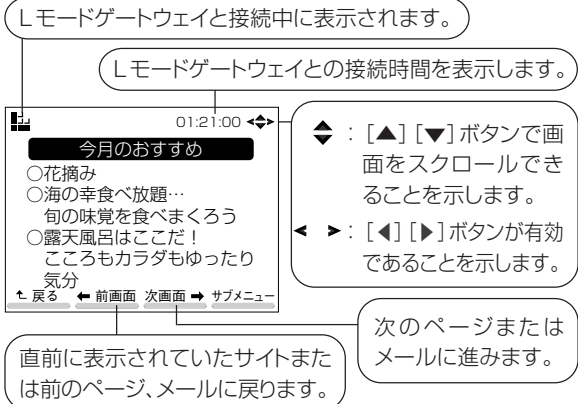 Lモードゲートウェイと接続中に表示されます。
Lモードゲートウェイとの接続時間を表示します。
01:21:00
今月のおすすめ
○花摘み
○海の幸食べ放題…
旬の味覚を食べまくろう
○露天風呂はここだ!
こころもカラダもゆったり
気分
戻る ← 前画面 次画面 → サブメニュー
:[▲][▼]ボタンで画
面をスクロールでき
ることを示します。
:[◀][▶]ボタンが有効
であることを示します。
次のページまたは
メールに進みます。
直前に表示されていたサイトまた
は前のページ、メールに戻ります。